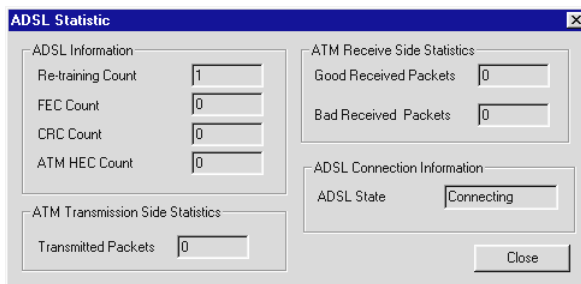 ADSL Statistic
ADSL Information
Re-training Count 1
FEC Count 0
CRC Count 0
ATM HEC Count 0
ATM Transmission Side Statistics
Transmitted Packets 0
ATM Receive Side Statistics
Good Received Packets 0
Bad Received Packets 0
ADSL Connection Information
ADSL State Connecting
Close